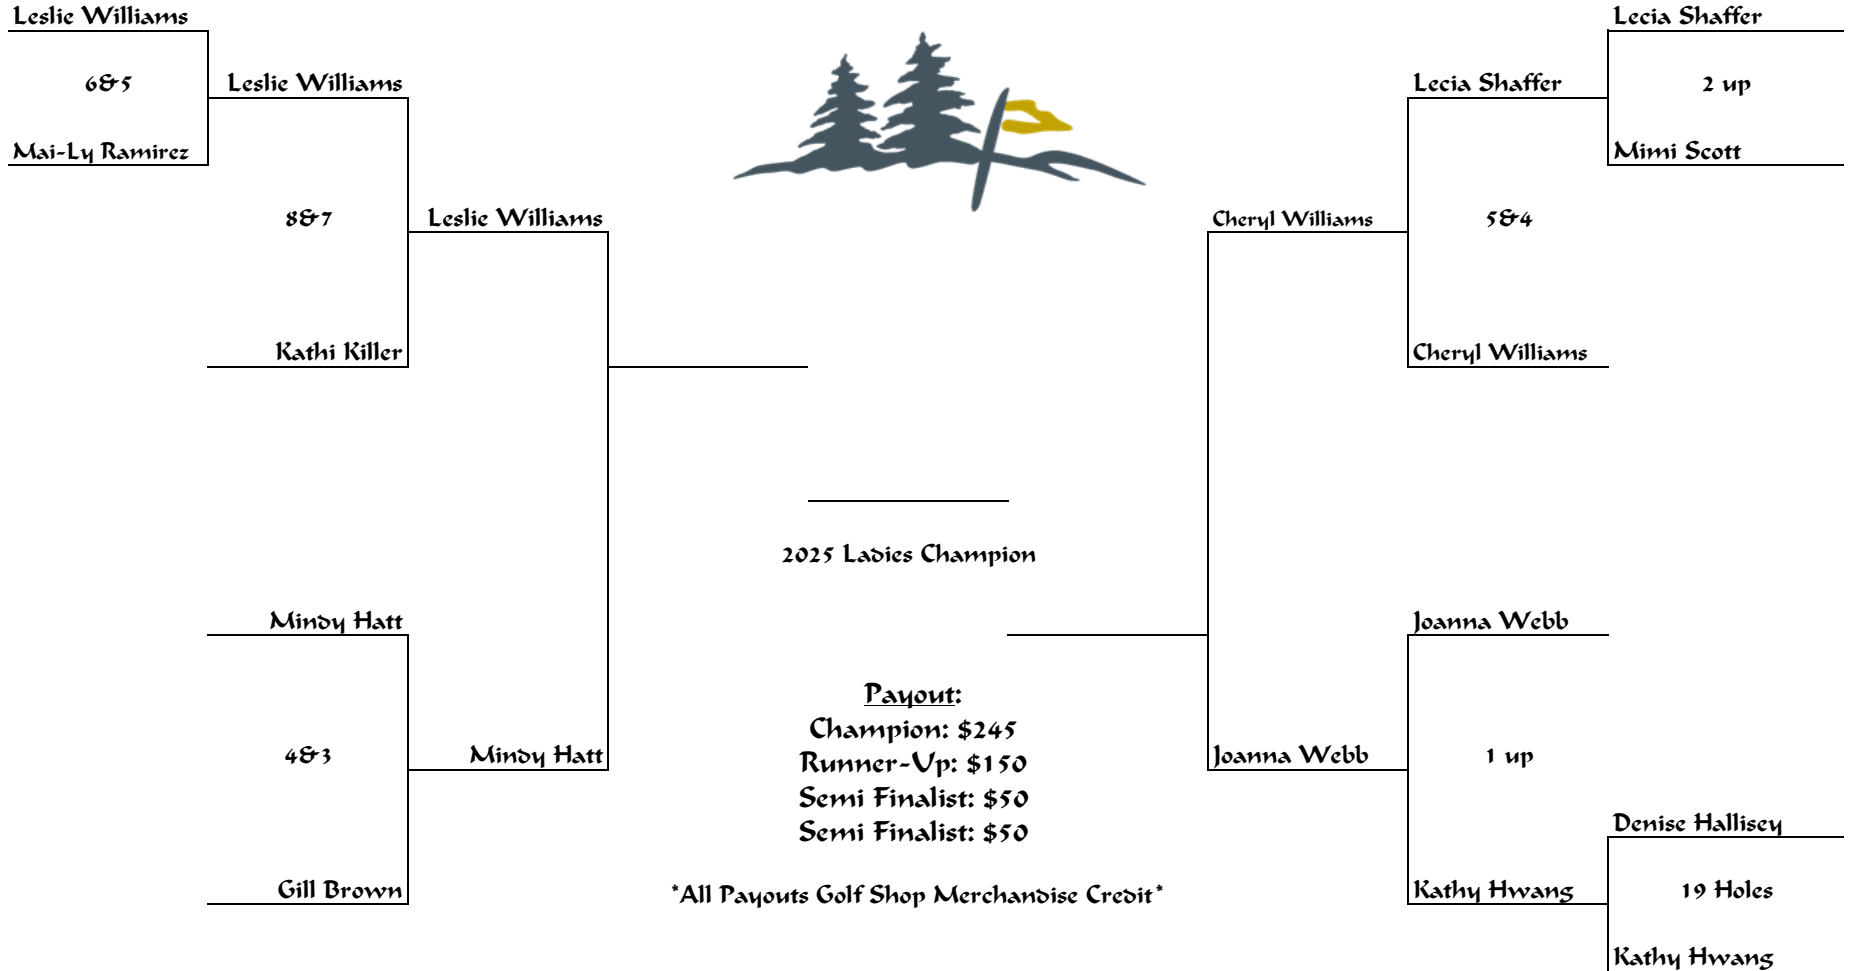 Leslie Williams
6&5
Mai-Ly Ramirez
Leslie Williams
8&7
Kathi Killer
Leslie Williams
Mindy Hatt
4&3
Gill Brown
Mindy Hatt
2025 Ladies Champion
Payout:
Champion: $245
Runner-Up: $150
Semi Finalist: $50
Semi Finalist: $50
*All Payouts Golf Shop Merchandise Credit*
Cheryl Williams
Joanna Webb
Lecia Shaffer
5&4
Cheryl Williams
Joanna Webb
1 up
Kathy Hwang
Lecia Shaffer
2 up
Mimi Scott
Denise Hallisey
19 Holes
Kathy Hwang